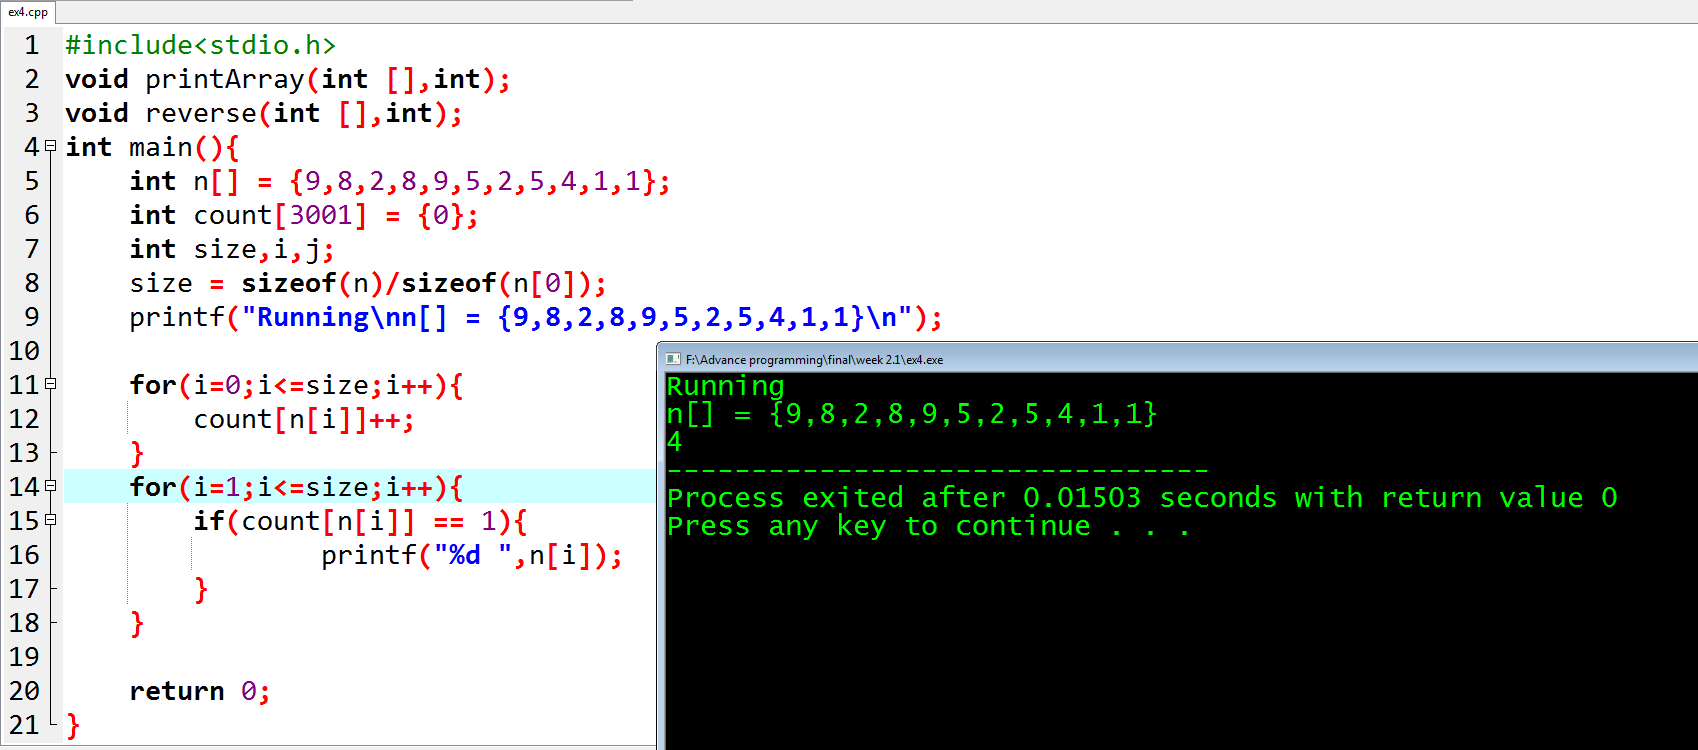 ex4.cpp
1 #include<stdio.h>
2 void printArray(int [],int);
3 void reverse(int [],int);
4 int main(){
5 int n[] = {9,8,2,8,9,5,2,5,4,1,1};
6 int count[3001] = {0};
7 int size,i,j;
8 size = sizeof(n)/sizeof(n[0]);
9 printf("Running\nn[] = {9,8,2,8,9,5,2,5,4,1,1}\n");
10
11 for(i=0;i<=size;i++){
12 count[n[i]]++;
13 }
14 for(i=1;i<=size;i++){
15 if(count[n[i]] == 1){
16 printf("%d ",n[i]);
17 }
18 }
19
20 return 0;
21 }
F:\Advance programming\final\week 2.1\ex4.exe
Running
n[] = {9,8,2,8,9,5,2,5,4,1,1}
4
--------------------------------
Process exited after 0.01503 seconds with return value 0
Press any key to continue . . .